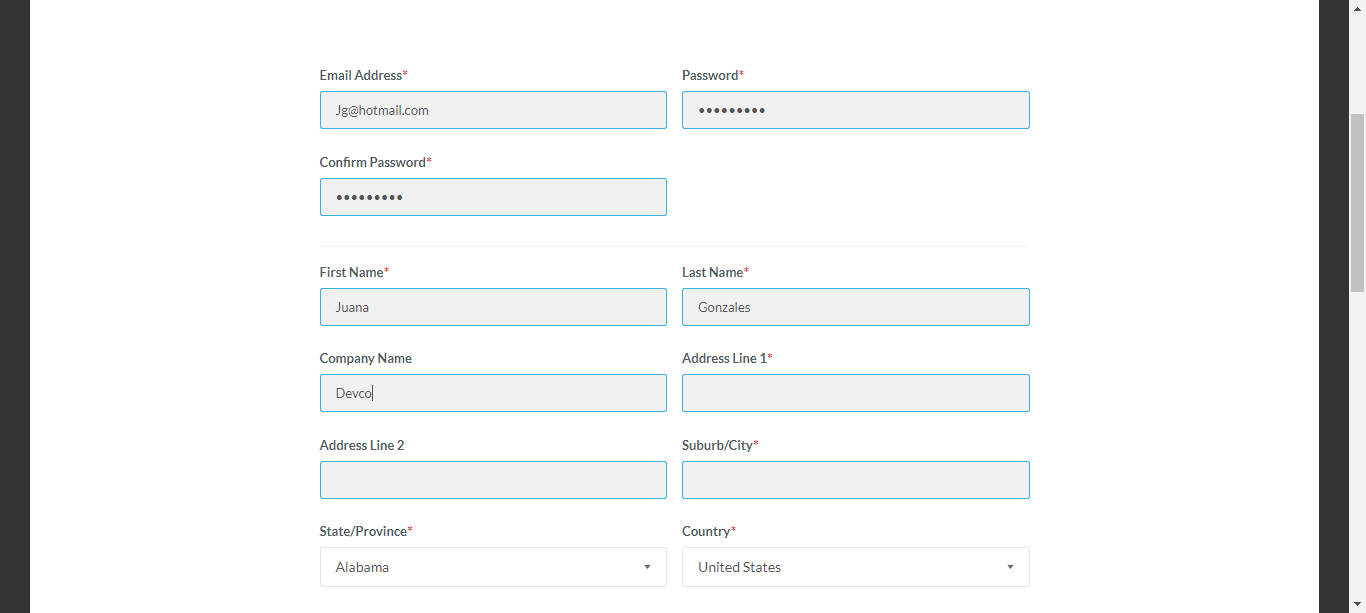 Email Address* Password*
Jg@hotmail.com •••••••••
Confirm Password*
•••••••••
First Name* Last Name*
Juana Gonzales
Company Name Address Line 1*
Devco
Address Line 2 Suburb/City*
State/Province* Country*
Alabama United States